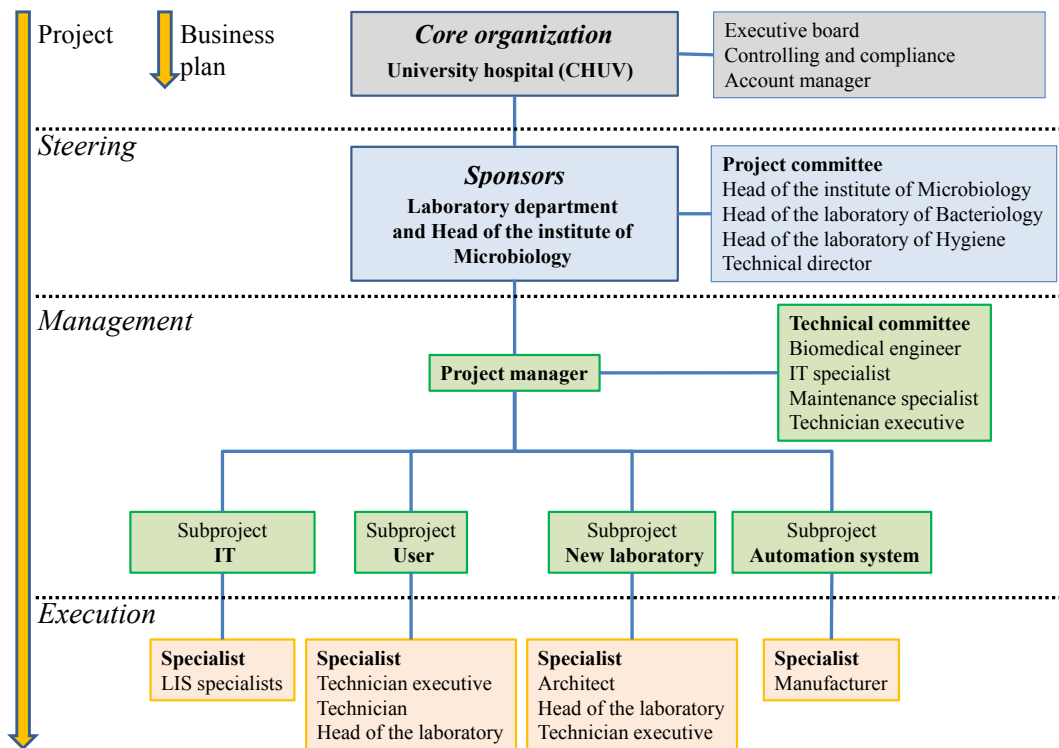 Project
Business
plan
Core organization
University hospital (CHUV)
Executive board
Controlling and compliance
Account manager
Steering
Sponsors
Laboratory department
and Head of the institute of
Microbiology
Project committee
Head of the institute of Microbiology
Head of the laboratory of Bacteriology
Head of the laboratory of Hygiene
Technical director
Management
Project manager
Technical committee
Biomedical engineer
IT specialist
Maintenance specialist
Technician executive
Subproject
IT
Subproject
User
Subproject
New laboratory
Subproject
Automation system
Execution
Specialist
LIS specialists
Specialist
Technician executive
Technician
Head of the laboratory
Specialist
Architect
Head of the laboratory
Technician executive
Specialist
Manufacturer